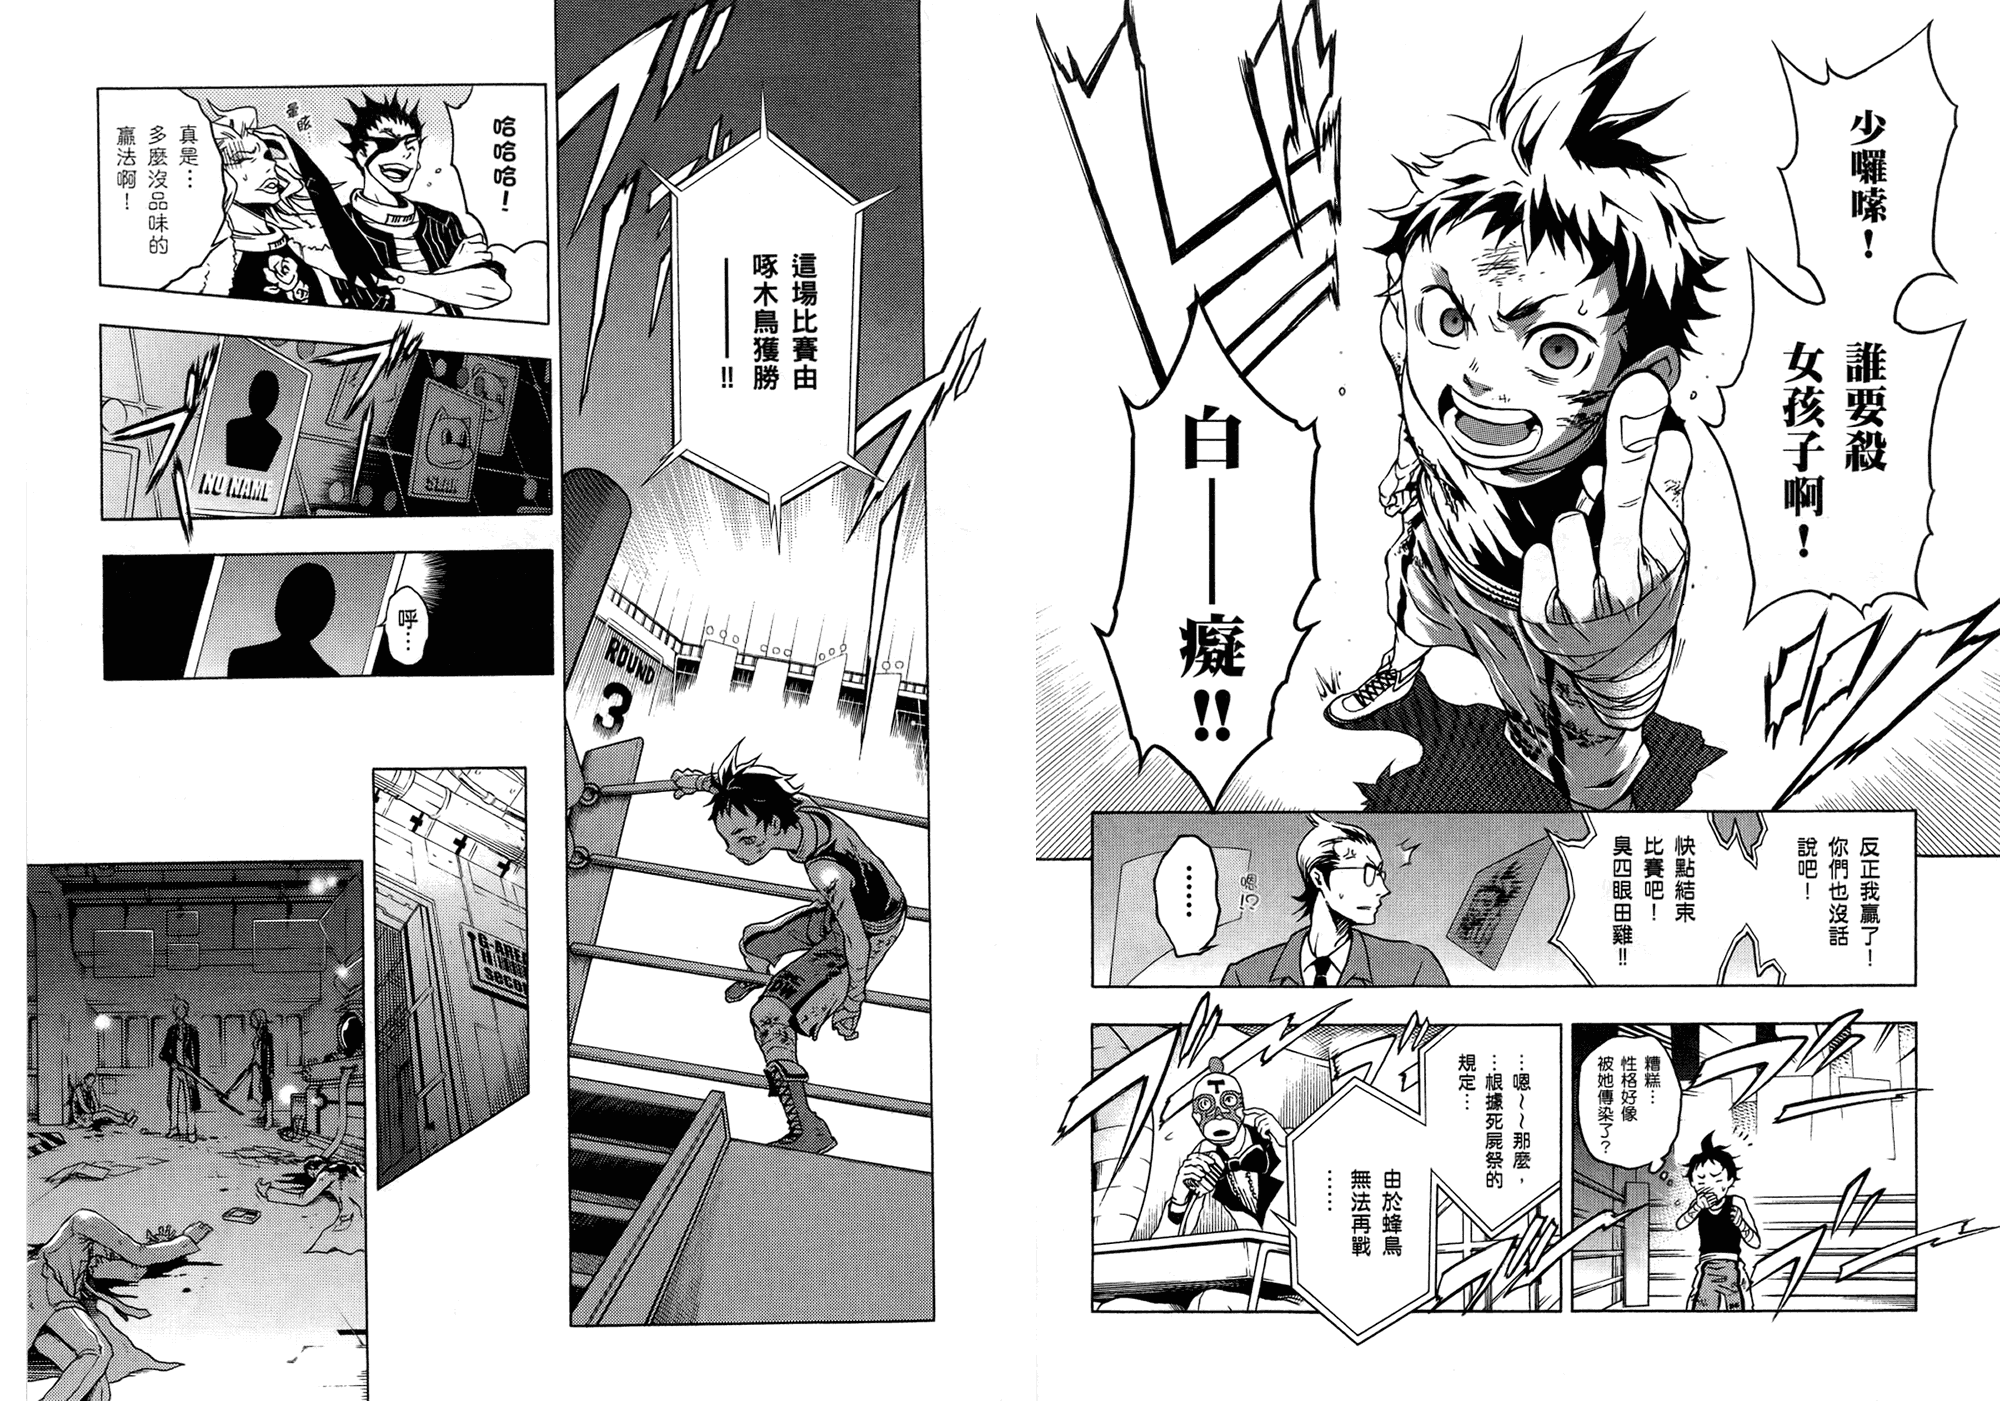 少囉嗦！
誰要殺
女孩子啊！
白——癡!!
反正我贏了！
你們也沒話
說吧！
快點結束
比賽吧！
臭四眼田雞!!
嗯!?
……
糟糕…
性格好像
被她傳染了？
…嗯～～那麼，
…根據死屍祭的
規定…
由於蜂鳥
無法再戰
……
這場比賽由
啄木鳥獲勝
——!!
ROUND
3
哈哈哈！
暈眩…
真是…
多麼沒品味的
贏法啊！
NO NAME
呼…
G-AREA